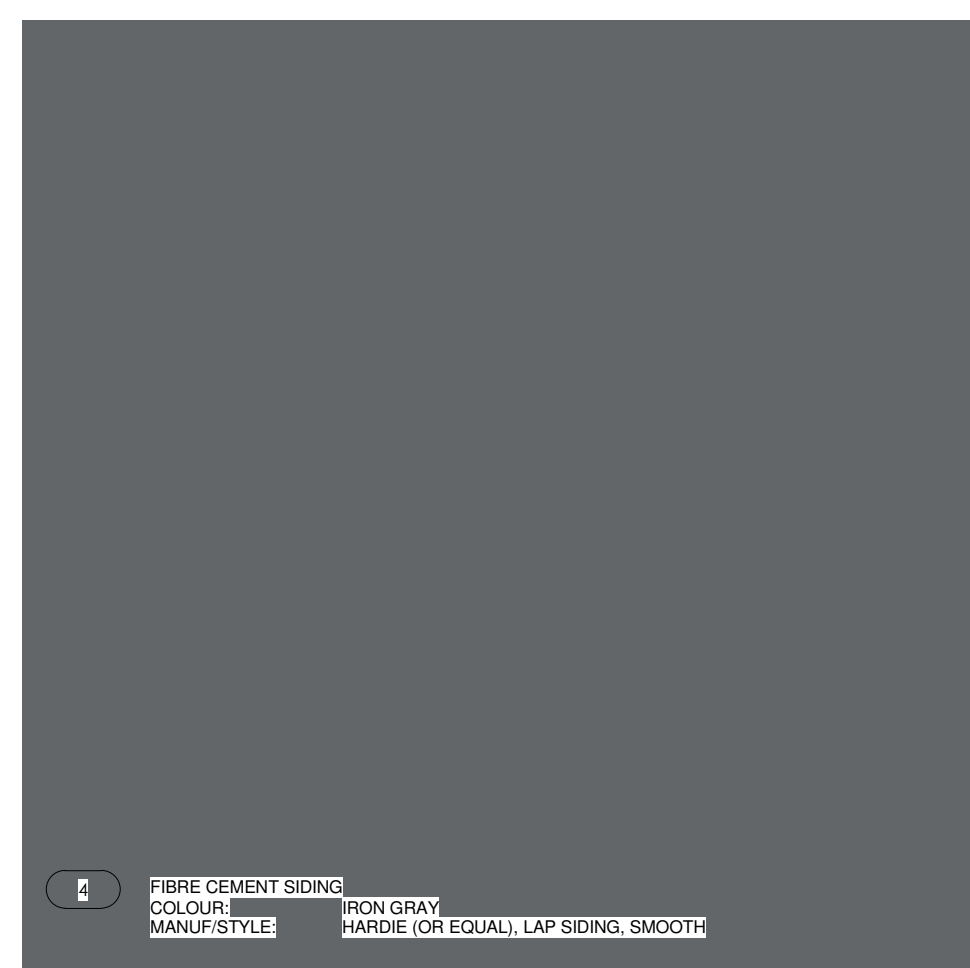 4
FIBRE CEMENT SIDING
COLOUR: IRON GRAY
MANUF/STYLE: HARDIE (OR EQUAL), LAP SIDING, SMOOTH